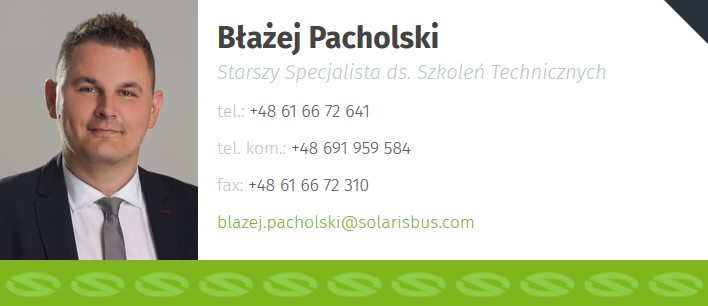 Błażej Pacholski
Starszy Specjalista ds. Szkoleń Technicznych
tel.: +48 61 66 72 641
tel. kom.: +48 691 959 584
fax: +48 61 66 72 310
blazej.pacholski@solarisbus.com